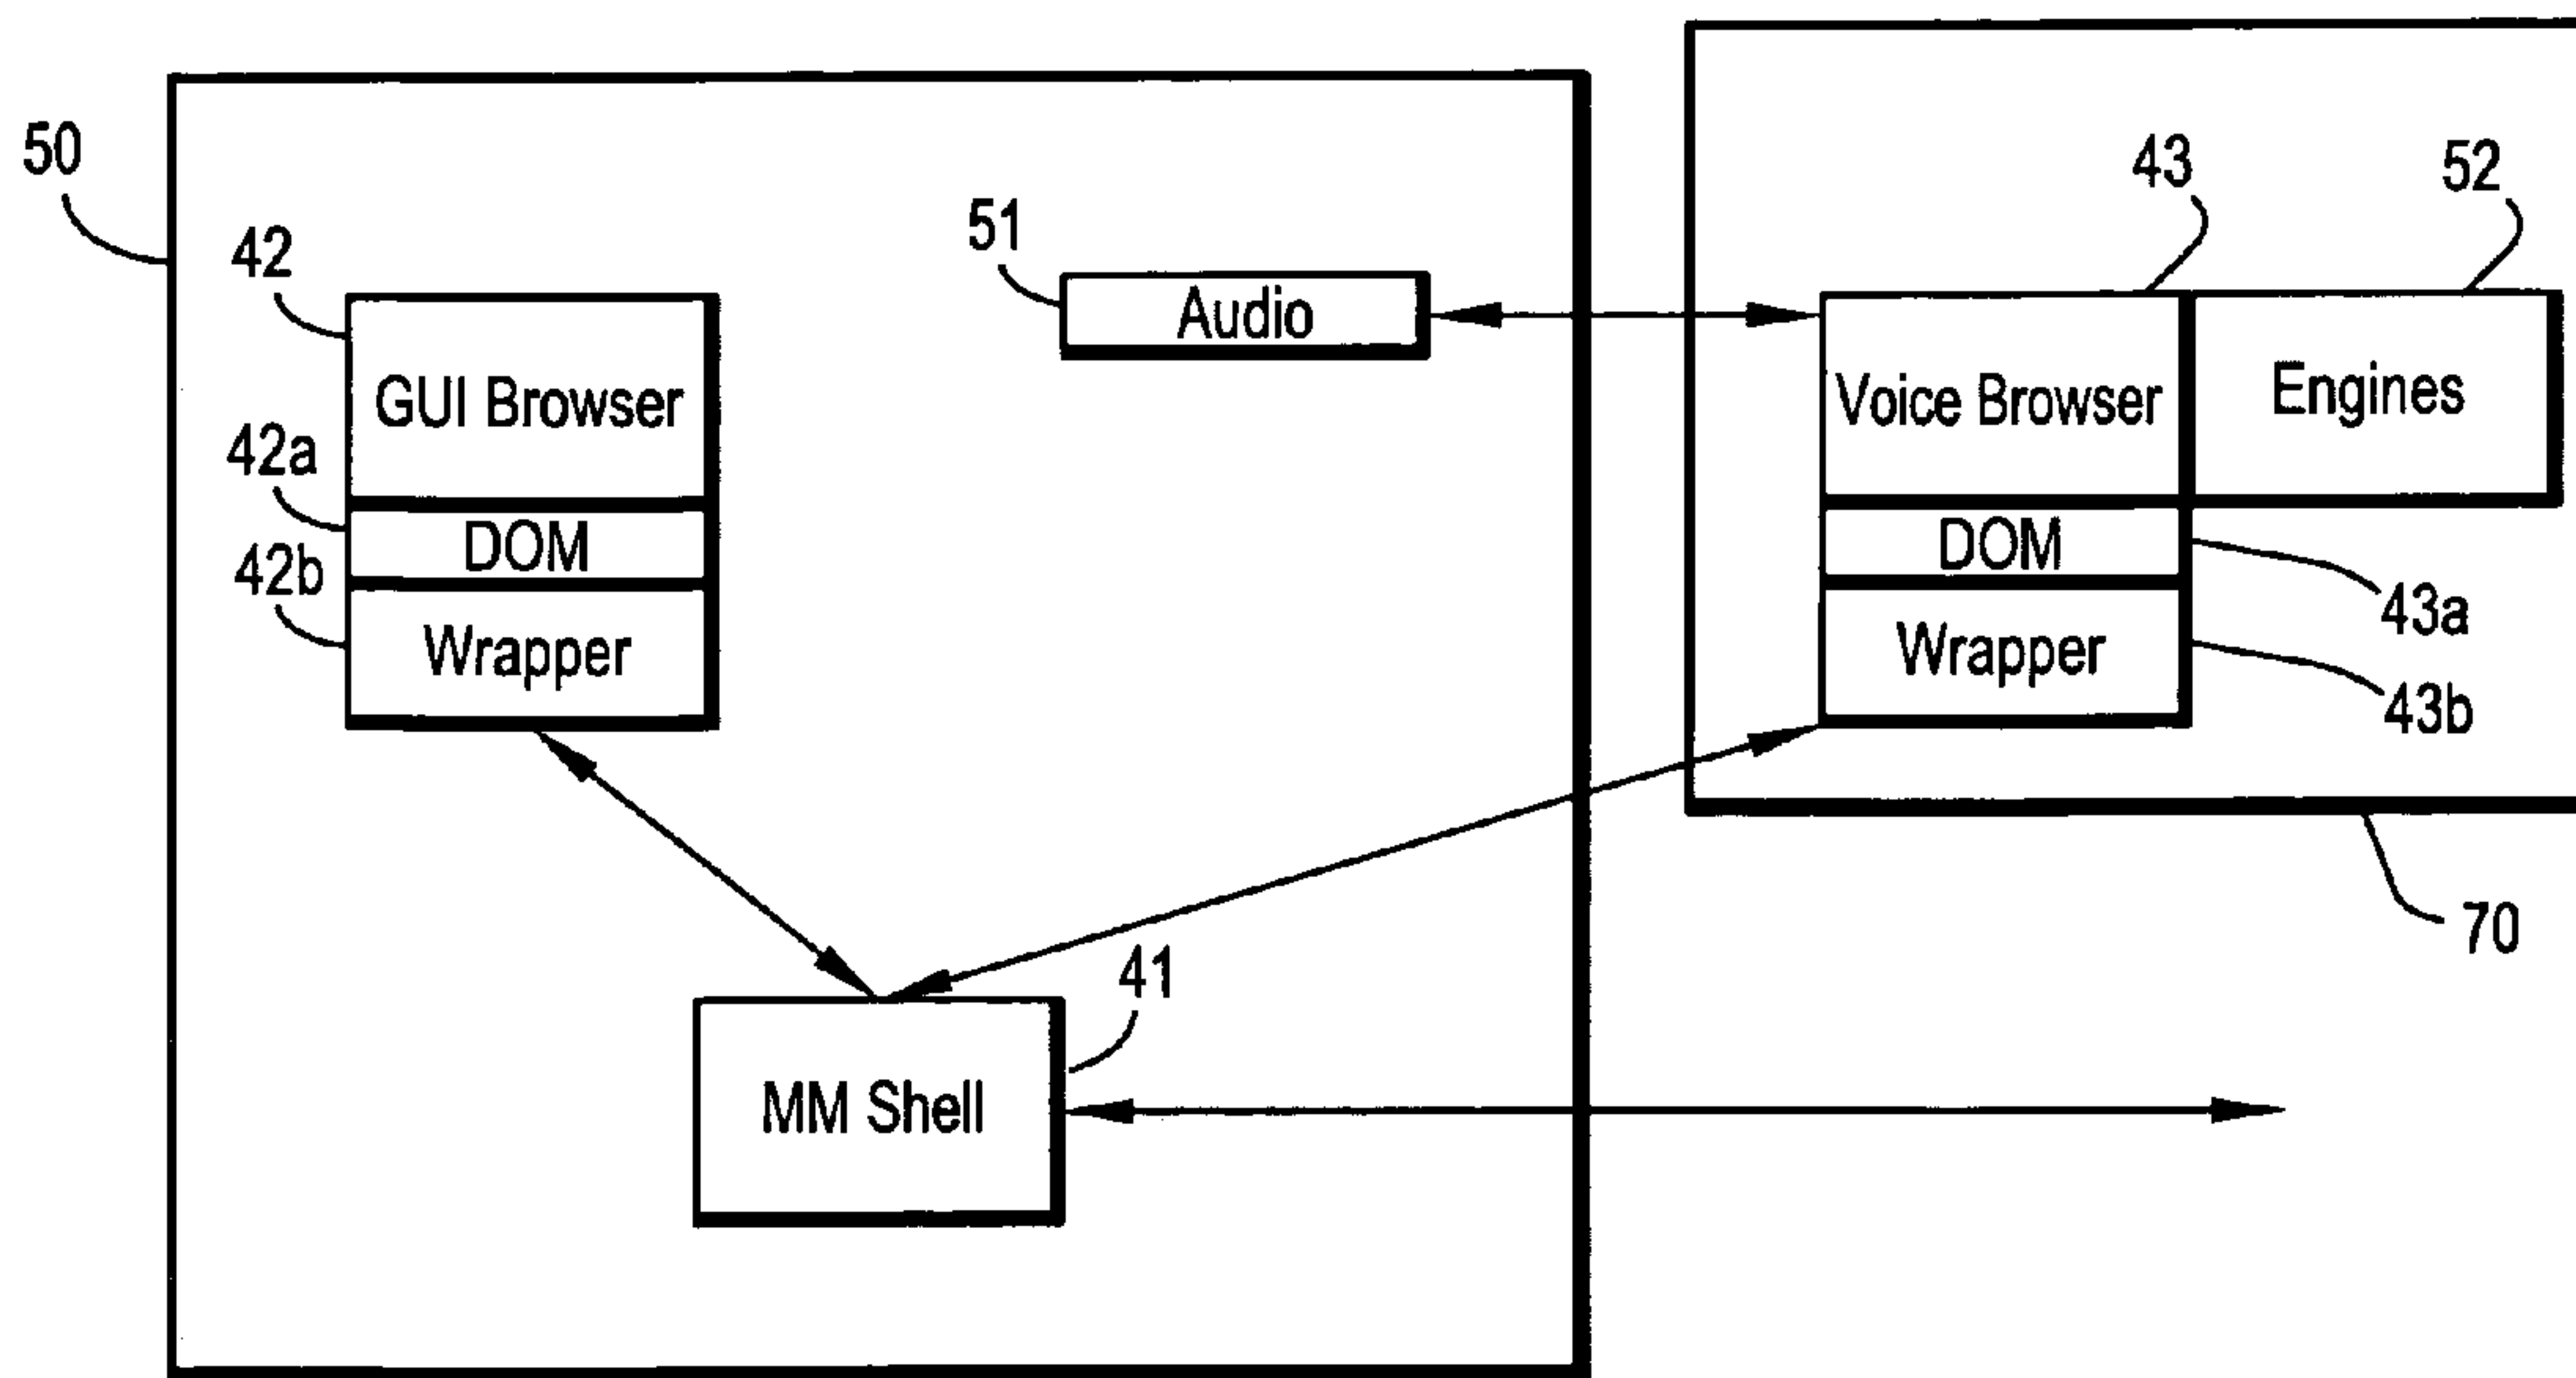 50
42
GUI Browser
42a
DOM
42b
Wrapper
51
Audio
43
52
Voice Browser
Engines
DOM
43a
Wrapper
43b
70
41
MM Shell